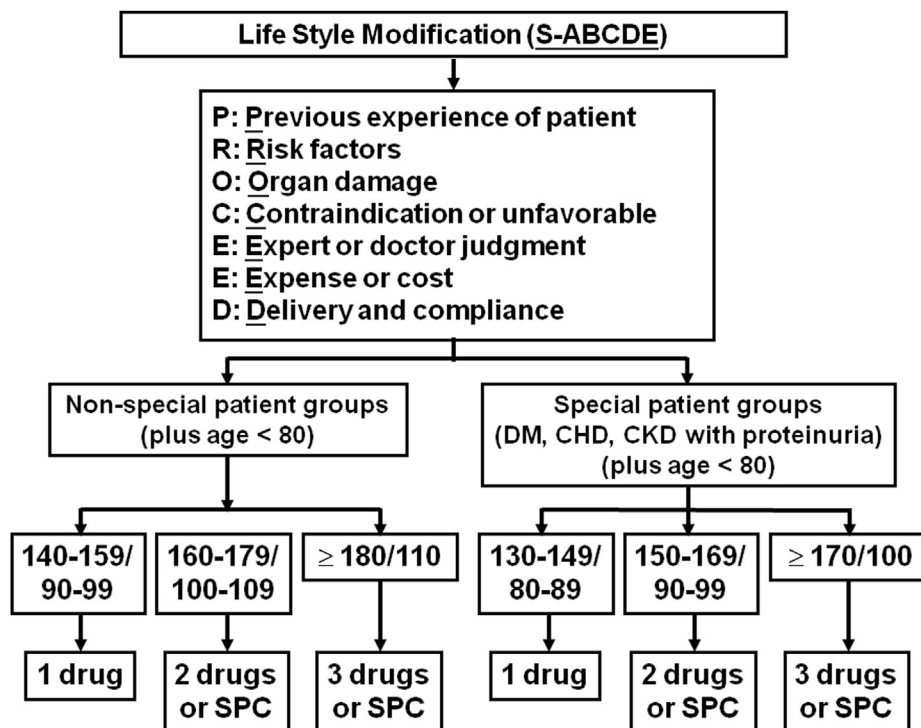 Life Style Modification (S-ABCDE)
P: Previous experience of patient
R: Risk factors
O: Organ damage
C: Contraindication or unfavorable
E: Expert or doctor judgment
E: Expense or cost
D: Delivery and compliance
Non-special patient groups
(plus age < 80)
Special patient groups
(DM, CHD, CKD with proteinuria)
(plus age < 80)
140-159/
90-99
160-179/
100-109
≥ 180/110
130-149/
80-89
150-169/
90-99
≥ 170/100
1 drug
2 drugs
or SPC
3 drugs
or SPC
1 drug
2 drugs
or SPC
3 drugs
or SPC